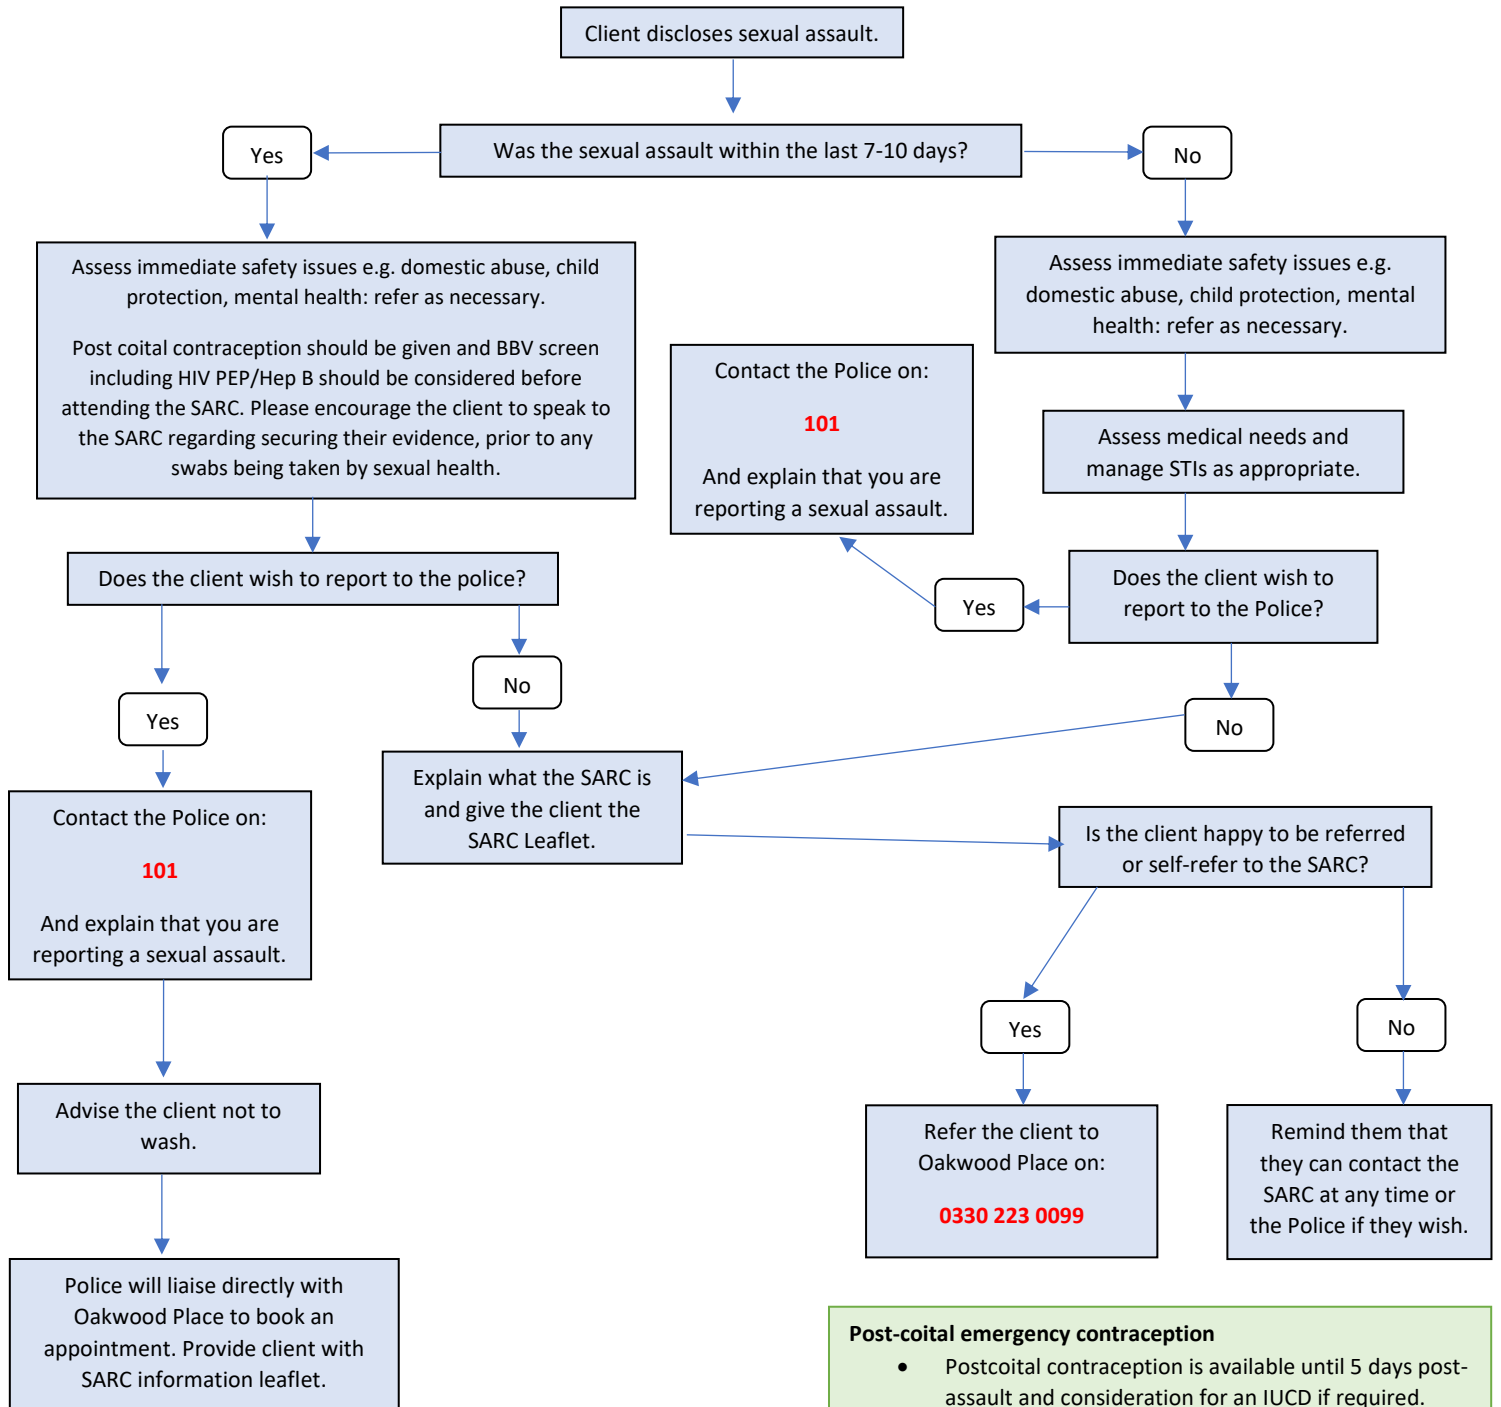 Client discloses sexual assault.
Was the sexual assault within the last 7-10 days?
Yes
No
Assess immediate safety issues e.g. domestic abuse, child
protection, mental health: refer as necessary.
Post coital contraception should be given and BBV screen
including HIV PEP/Hep B should be considered before
attending the SARC. Please encourage the client to speak to
the SARC regarding securing their evidence, prior to any
swabs being taken by sexual health.
Assess immediate safety issues e.g.
domestic abuse, child protection, mental
health: refer as necessary.
Contact the Police on:
101
And explain that you are
reporting a sexual assault.
Assess medical needs and
manage STIs as appropriate.
Does the client wish to report to the police?
Does the client wish to
report to the Police?
Yes
No
Yes
No
Explain what the SARC is
and give the client the
SARC Leaflet.
Contact the Police on:
101
And explain that you are
reporting a sexual assault.
Is the client happy to be referred
or self-refer to the SARC?
Yes
No
Advise the client not to
wash.
Refer the client to
Oakwood Place on:
0330 223 0099
Remind them that
they can contact the
SARC at any time or
the Police if they wish.
Police will liaise directly with
Oakwood Place to book an
appointment. Provide client with
SARC information leaflet.
Post-coital emergency contraception
• Postcoital contraception is available until 5 days post-
assault and consideration for an IUCD if required.